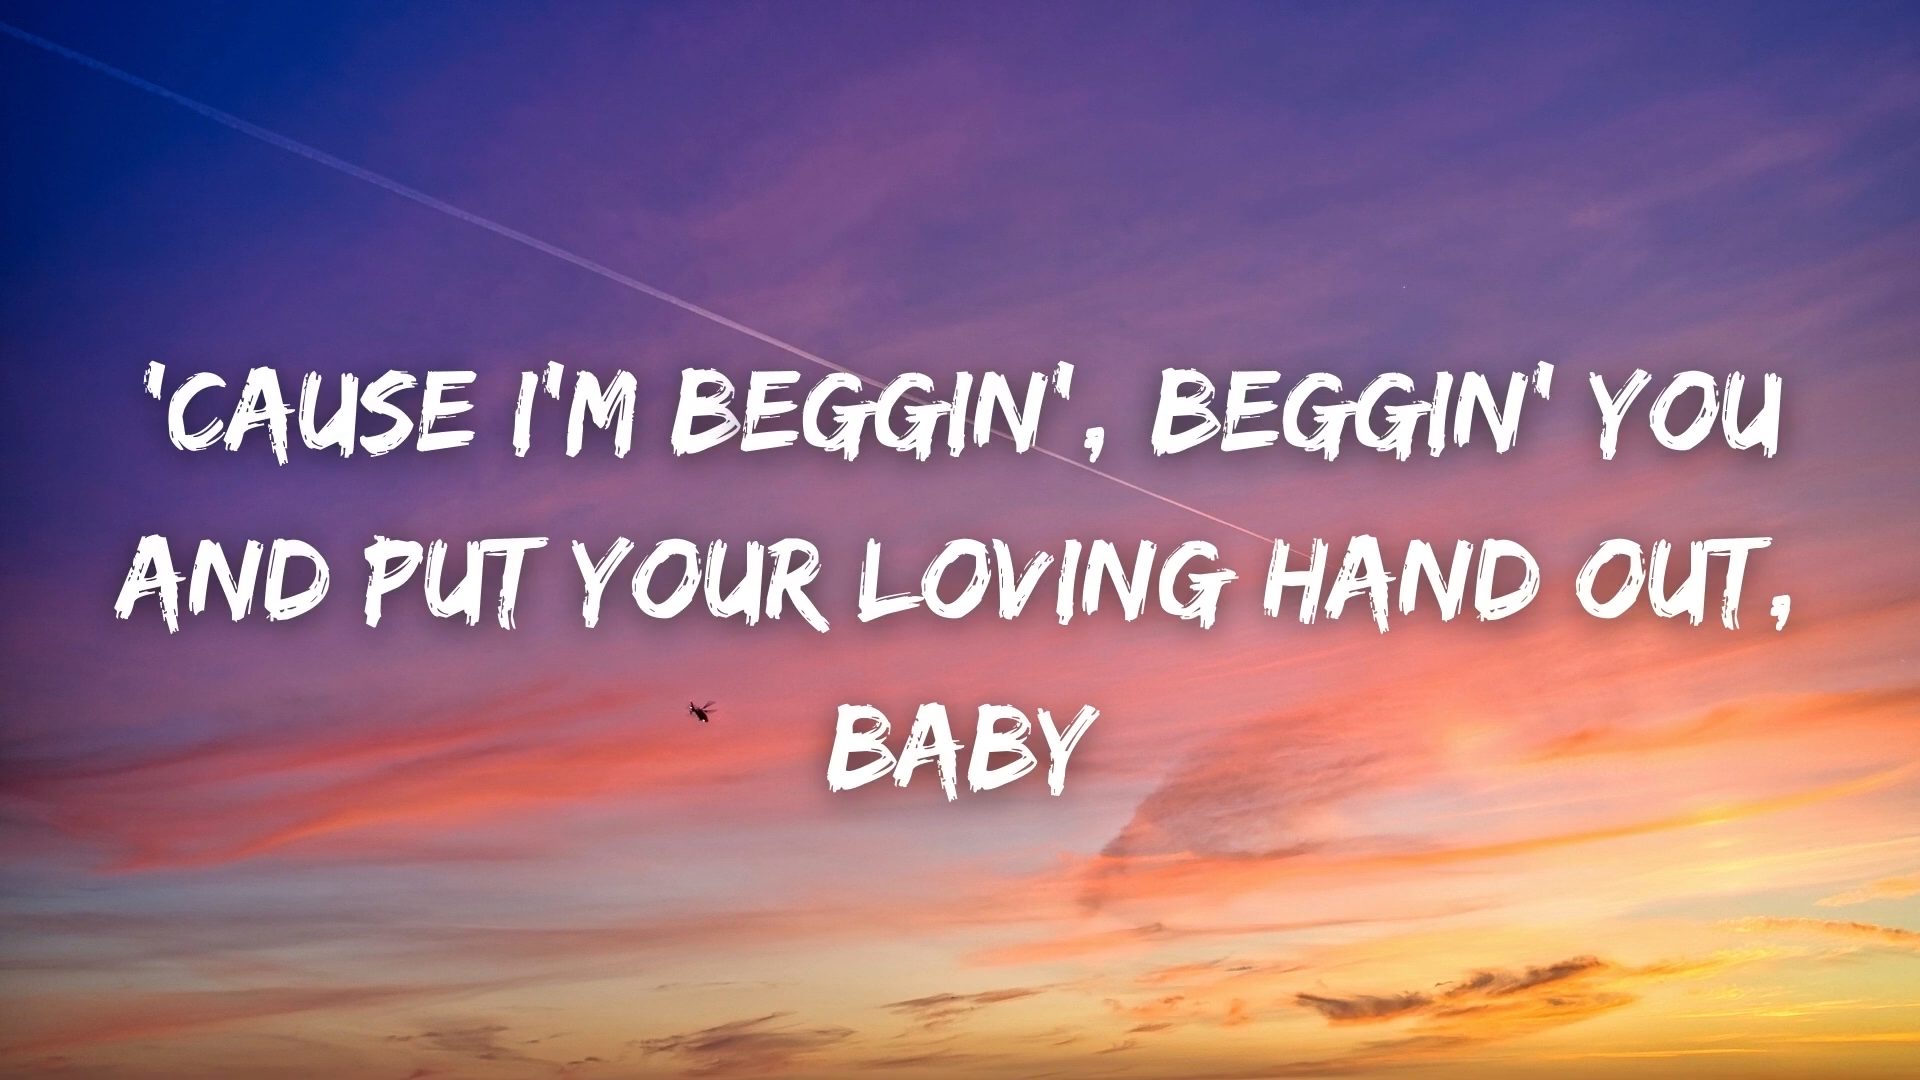 'CAUSE I'M BEGGIN', BEGGIN' YOU
AND PUT YOUR LOVING HAND OUT,
BABY